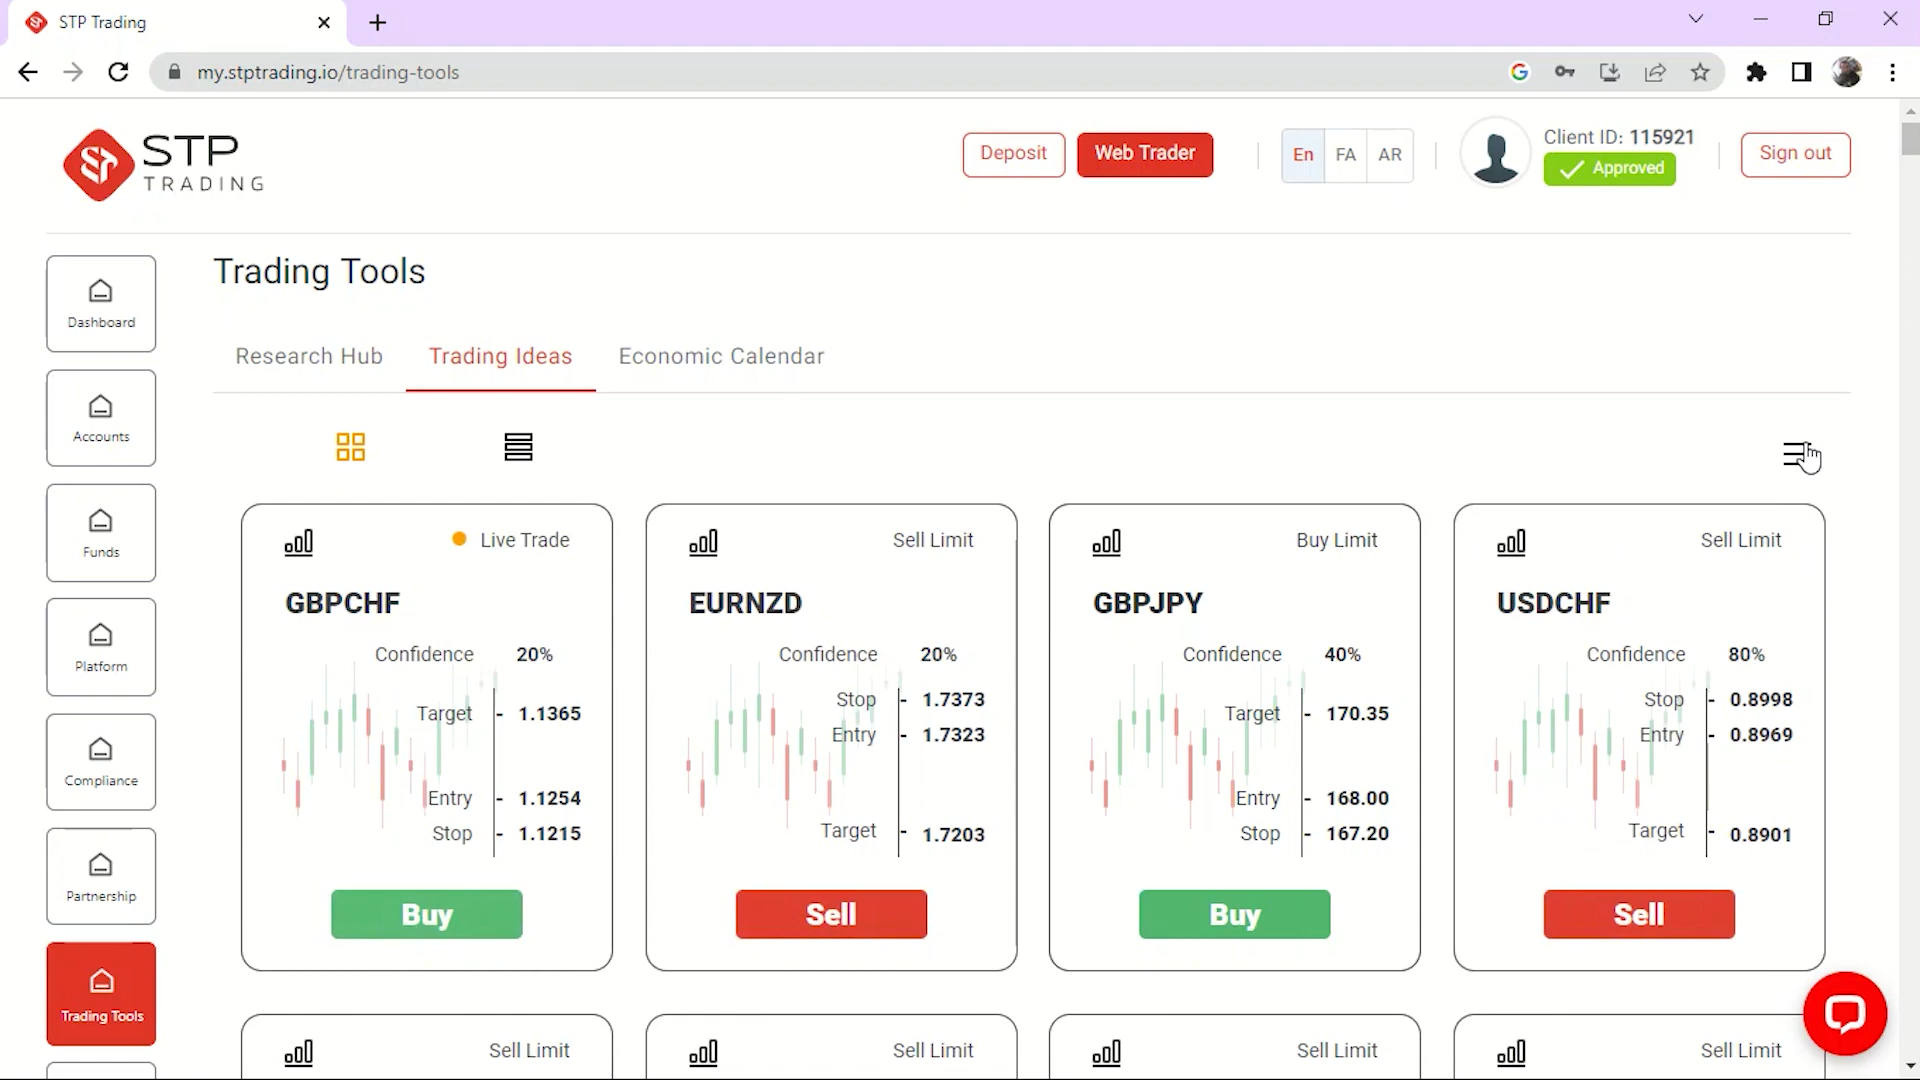 STP Trading
my.stptrading.io/trading-tools
STP
TRADING
Deposit
Web Trader
En
FA
AR
Client ID: 115921
Approved
Sign out
Dashboard
Accounts
Funds
Platform
Compliance
Partnership
Trading Tools
Trading Tools
Research Hub
Trading Ideas
Economic Calendar
Live Trade
GBPCHF
Confidence 20%
Target - 1.1365
Entry - 1.1254
Stop - 1.1215
Buy
Sell Limit
EURNZD
Confidence 20%
Stop - 1.7373
Entry - 1.7323
Target - 1.7203
Sell
Buy Limit
GBPJPY
Confidence 40%
Target - 170.35
Entry - 168.00
Stop - 167.20
Buy
Sell Limit
USDCHF
Confidence 80%
Stop - 0.8998
Entry - 0.8969
Target - 0.8901
Sell
Sell Limit
Sell Limit
Sell Limit
Sell Limit